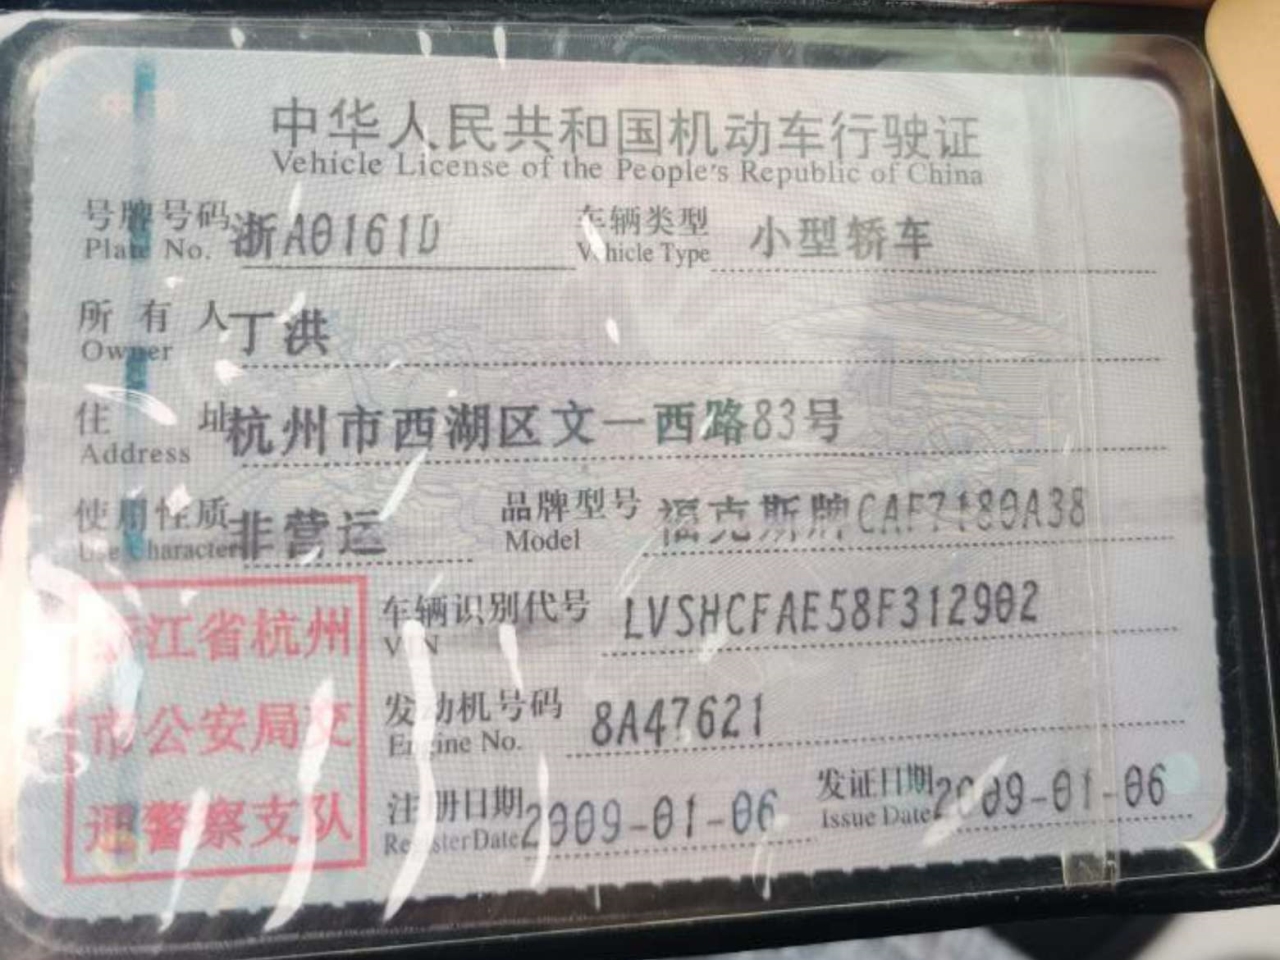 中华人民共和国机动车行驶证
Vehicle License of the People's Republic of China
号牌号码 浙A0161D 车辆类型 小型轿车
Plate No. Vehicle Type
所有人 丁洪
Owner
住址 杭州市西湖区文一西路83号
Address
使用性质 非营运 品牌型号 福克斯牌CAF7180A38
Use Character Model
车辆识别代号 LVSHCFAE58F312902
VIN
发动机号码 8A47621
Engine No.
注册日期 2009-01-06 发证日期 2009-01-06
Register Date Issue Date
浙江省杭州
市公安局交
通警察支队